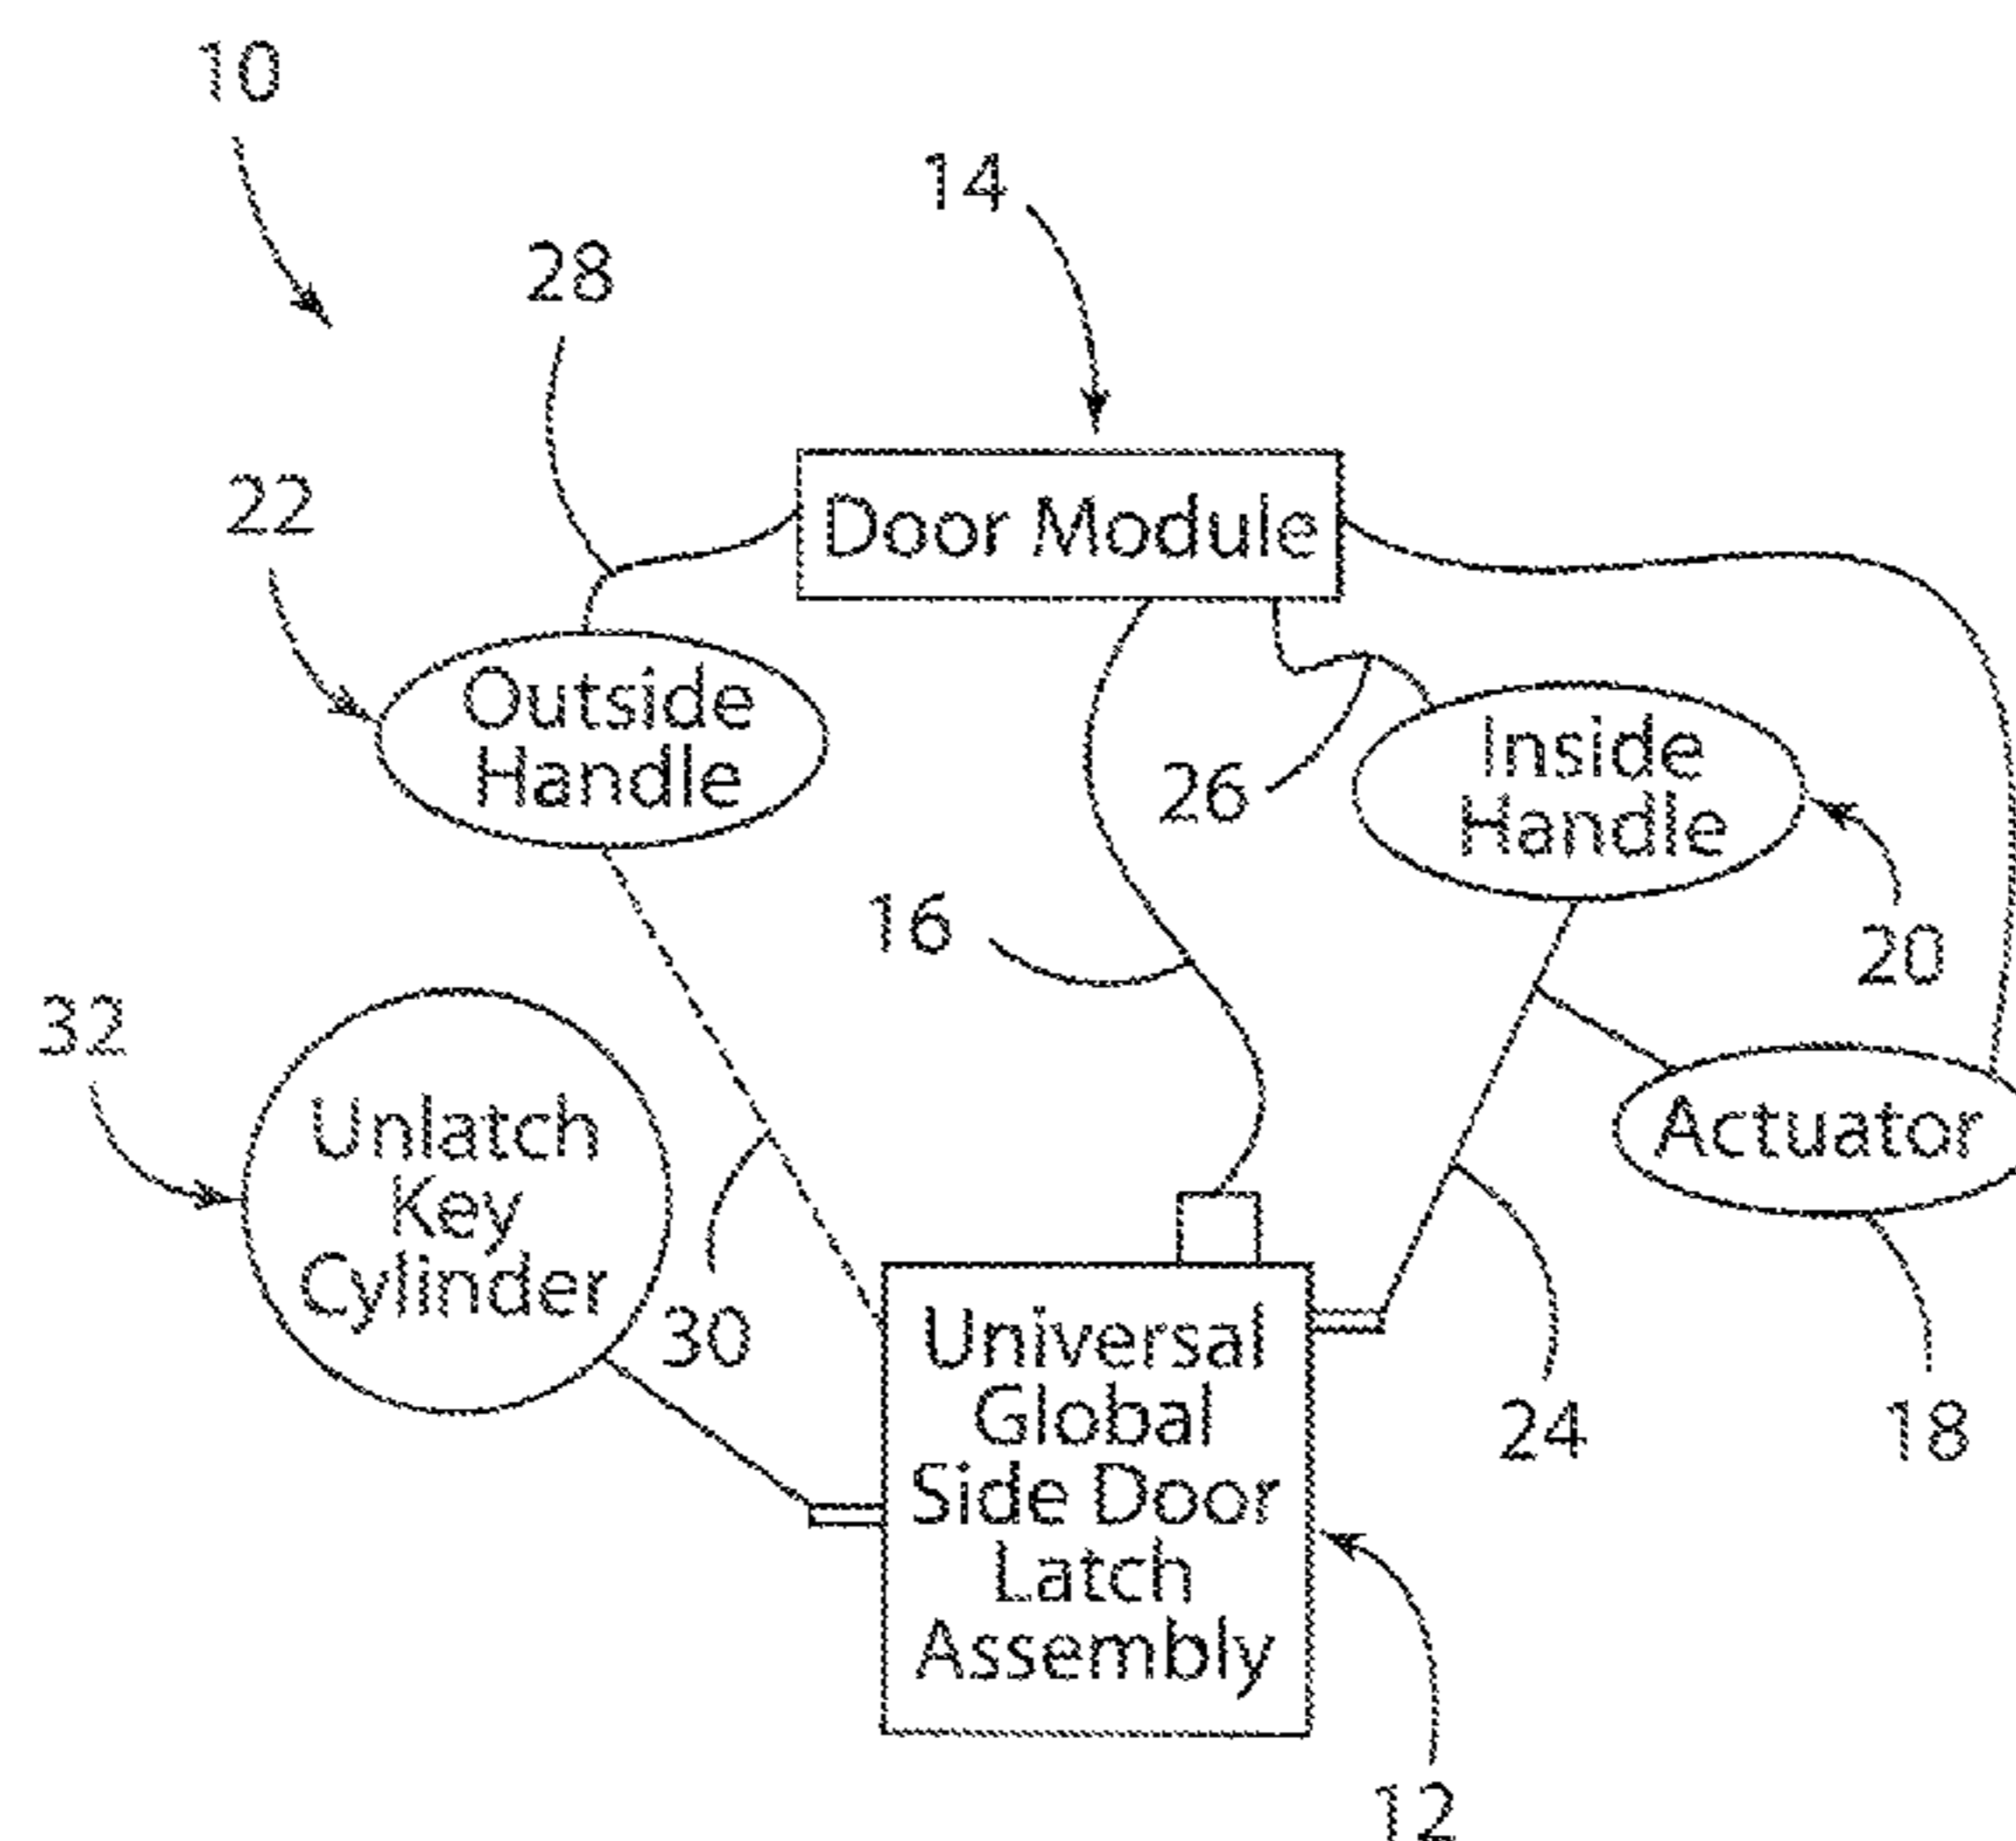 10
14
28
22
Door Module
Outside
Handle
Inside
Handle
26
16
20
32
Unlatch
Key
Cylinder
Actuator
30
Universal
Global
Side Door
Latch
Assembly
24
18
12